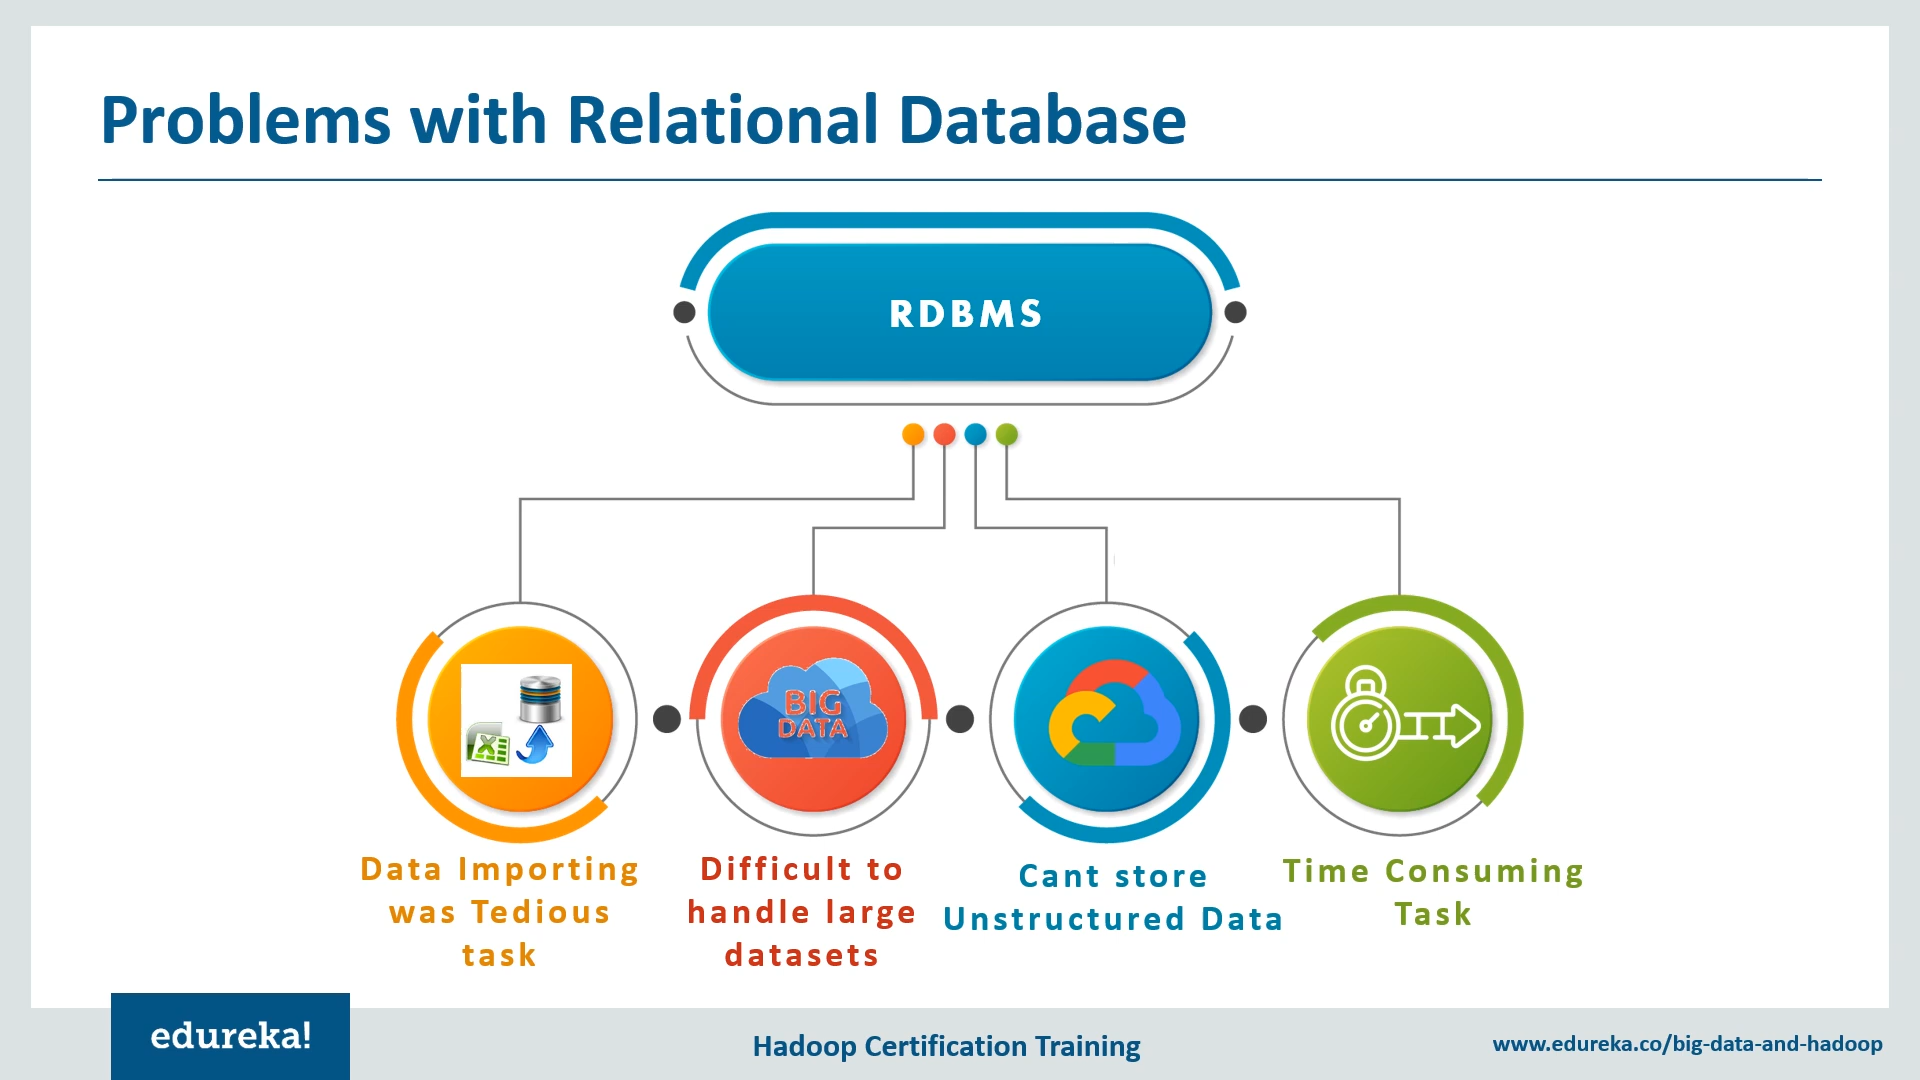 Problems with Relational Database
RDBMS
BIG
DATA
Data Importing
was Tedious
task
Difficult to
handle large
datasets
Cant store
Unstructured Data
Time Consuming
Task
edureka!
Hadoop Certification Training
www.edureka.co/big-data-and-hadoop